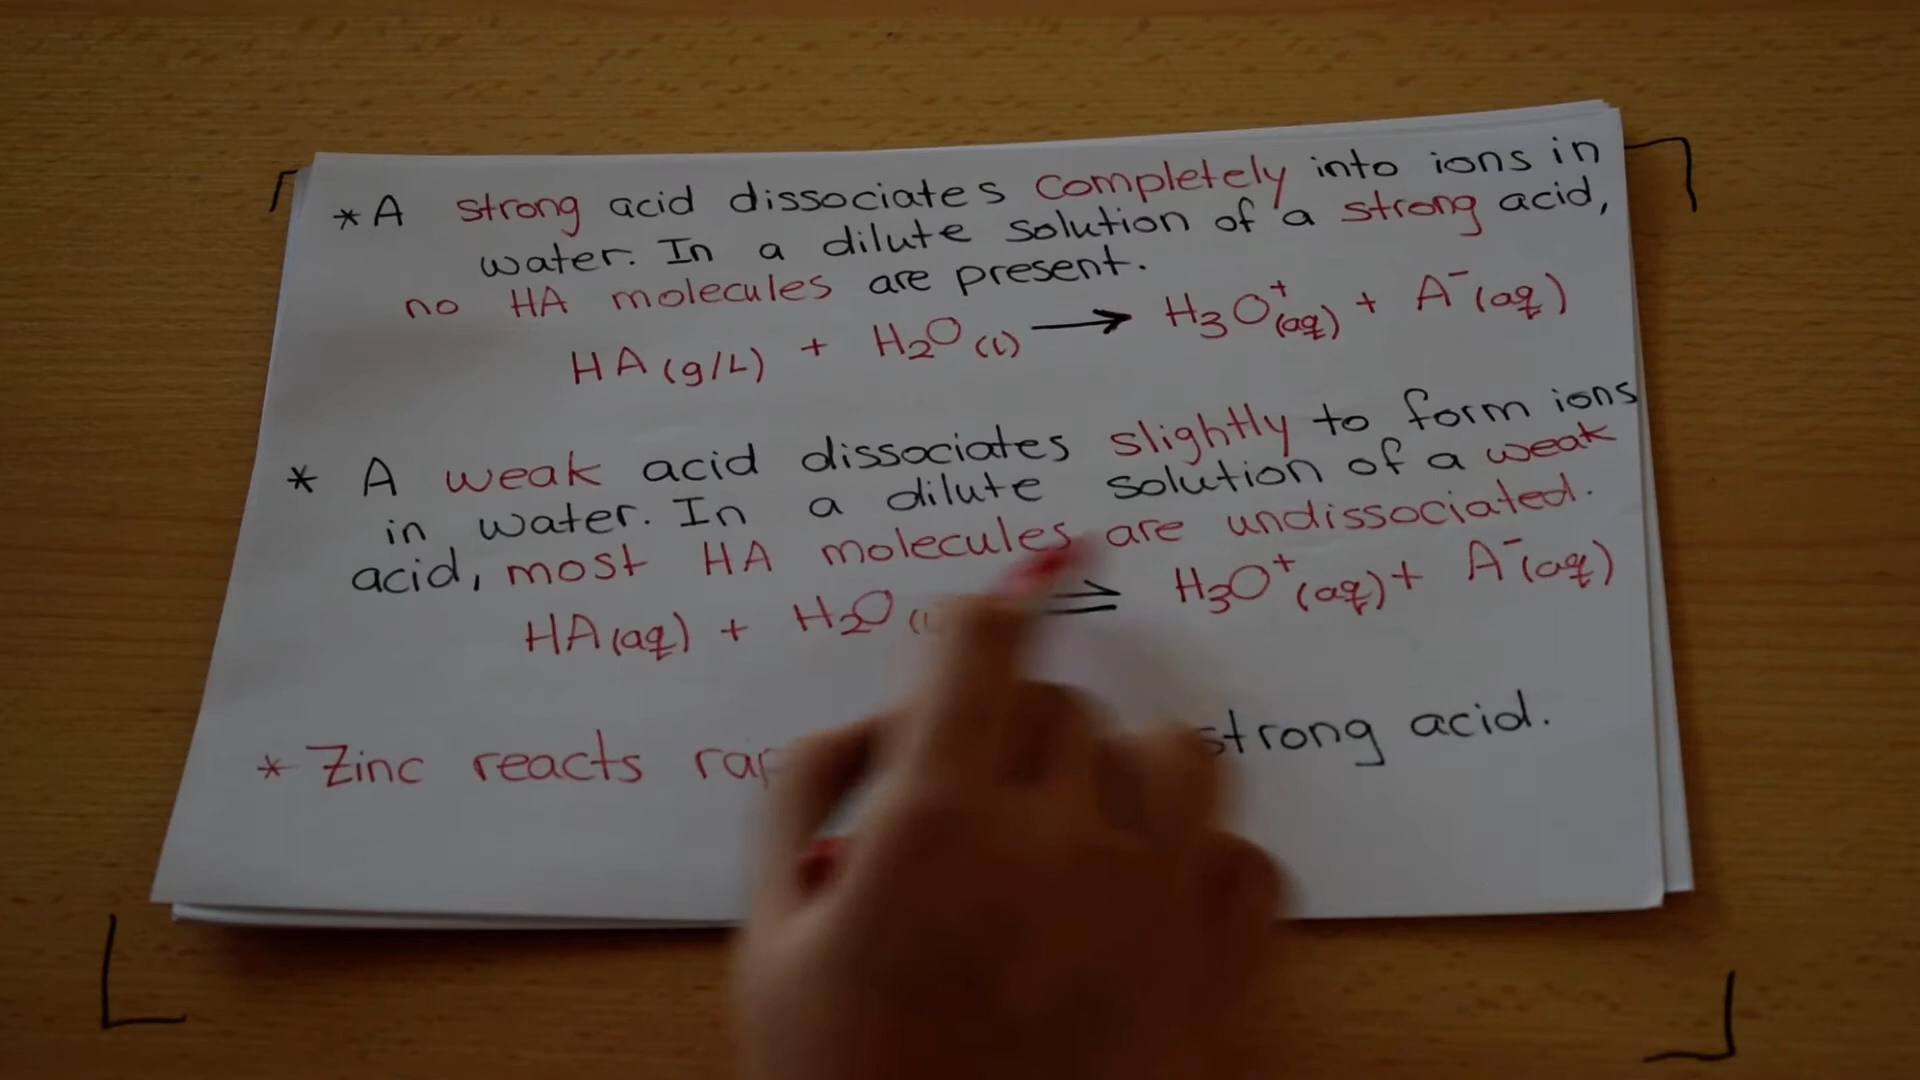 * A strong acid dissociates completely into ions in
water. In a dilute solution of a strong acid,
no HA molecules are present.
HA (g/L) + H₂O (l) → H₃O⁺(aq) + A⁻(aq)
* A weak acid dissociates slightly to form ions
in water. In a dilute solution of a weak
acid, most HA molecules are undissociated.
HA(aq) + H₂O ⇌ H₃O⁺(aq) + A⁻(aq)
* Zinc reacts strong acid.